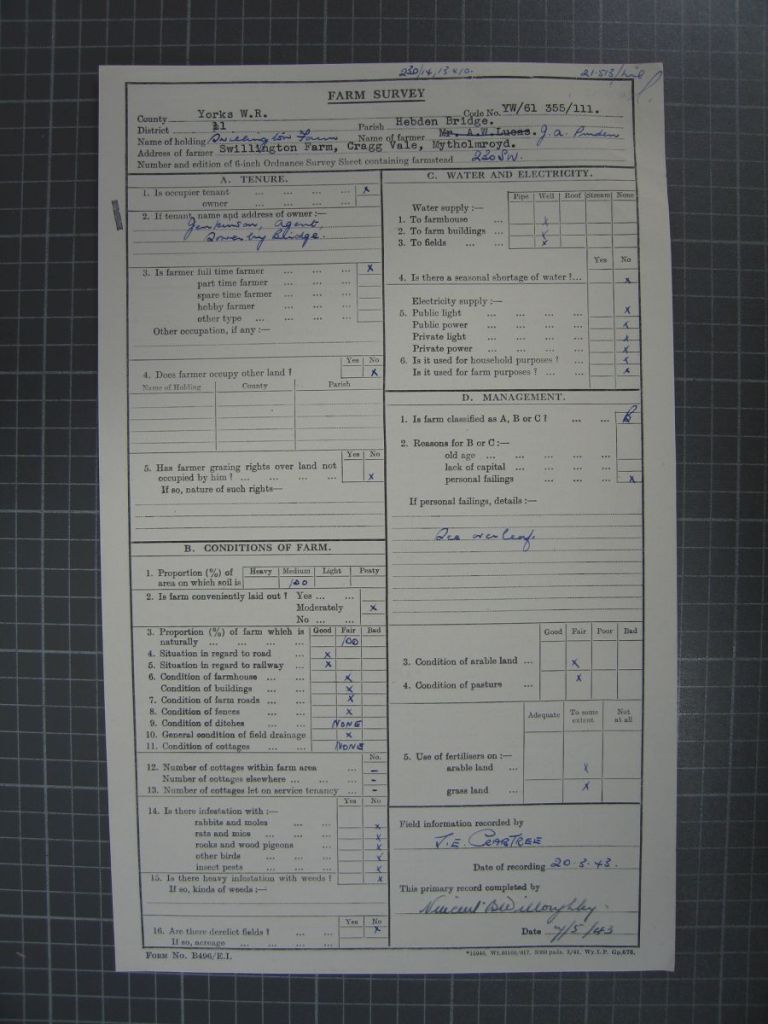 230/14, 13 & 10.
FARM SURVEY
County Yorks W.R. Code No. YW/61 355/111.
District 11 Parish Hebden Bridge.
Name of holding Swillington Farm Name of farmer Mr. A.W.Lucas. J. A.
Address of farmer Swillington Farm, Cragg Vale, Mytholmroyd.
Number and edition of 6-inch Ordnance Survey Sheet containing farmstead 230 SW.
A. TENURE.
1. Is occupier tenant ... ... ... x
owner ... ... ...
2. If tenant, name and address of owner :—
Jenkinson, Agent,
Sowerby Bridge.
3. Is farmer full time farmer ... ... ... x
part time farmer ... ... ...
spare time farmer ... ... ...
hobby farmer ... ... ...
other type ... ... ... ...
Other occupation, if any :—
Yes No
4. Does farmer occupy other land ? x
Name of Holding County Parish
Yes No
5. Has farmer grazing rights over land not
occupied by him ? ... ... ... ... x
If so, nature of such rights—
B. CONDITIONS OF FARM.
1. Proportion (%) of Heavy Medium Light Peaty
area on which soil is 100
2. Is farm conveniently laid out ? Yes ... ...
Moderately x
No ... ...
3. Proportion (%) of farm which is Good Fair Bad
naturally ... ... ... ... 100
4. Situation in regard to road ... x
5. Situation in regard to railway ... x
6. Condition of farmhouse ... ... x
Condition of buildings ... ... x
7. Condition of farm roads ... ... x
8. Condition of fences ... ... x
9. Condition of ditches ... ... NONE
10. General condition of field drainage x
11. Condition of cottages ... ... NONE
No.
12. Number of cottages within farm area ... –
Number of cottages elsewhere ... ... ... -
13. Number of cottages let on service tenancy ... -
Yes No
14. Is there infestation with :—
rabbits and moles ... ... x
rats and mice ... ... ... x
rooks and wood pigeons ... x
other birds ... ... ... x
insect pests ... ... ... x
15. Is there heavy infestation with weeds ? x
If so, kinds of weeds :—
Yes No
16. Are there derelict fields ? ... ... x
If so, acreage ... ... ...
FORM No. B496/E.I.
C. WATER AND ELECTRICITY.
Pipe Well Roof Stream None
Water supply :—
1. To farmhouse ... x
2. To farm buildings ... x
3. To fields ... ... x
Yes No
4. Is there a seasonal shortage of water ?... x
Electricity supply :—
5. Public light ... ... ... ... x
Public power ... ... ... ... x
Private light ... ... ... ... x
Private power ... ... ... ... x
6. Is it used for household purposes ? ... x
Is it used for farm purposes ? ... ... x
D. MANAGEMENT.
1. Is farm classified as A, B or C ? ... ... B
2. Reasons for B or C :—
old age ... ... ... ...
lack of capital ... ... ...
personal failings ... ... x
If personal failings, details :—
See overleaf.
Good Fair Poor Bad
3. Condition of arable land ... x
4. Condition of pasture ... x
Adequate To some extent Not at all
5. Use of fertilisers on :—
arable land ... x
grass land ... x
Field information recorded by
J.E. CRABTREE
Date of recording 20.3.43.
This primary record completed by
Vincent B Willoughby.
Date 7/5/43